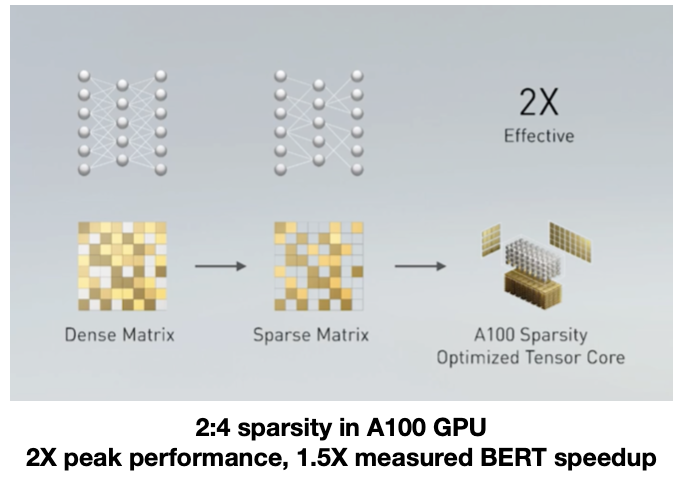 2X
Effective
Dense Matrix
Sparse Matrix
A100 Sparsity
Optimized Tensor Core
2:4 sparsity in A100 GPU
2X peak performance, 1.5X measured BERT speedup